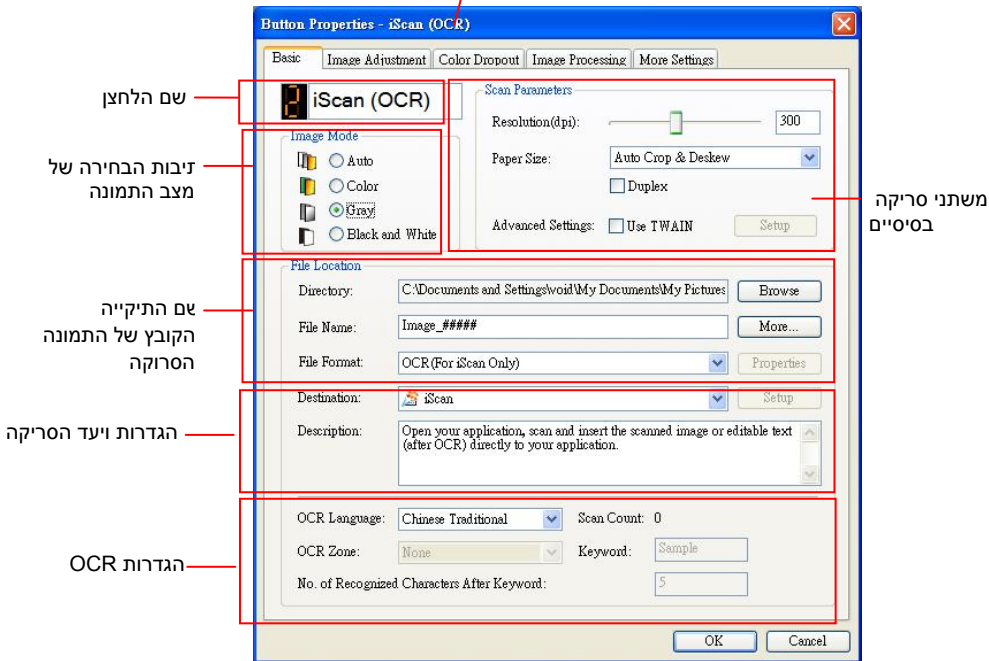 Button Properties - iScan (OCR)
Basic Image Adjustment Color Dropout Image Processing More Settings
שם הלחצן
2 iScan (OCR)
תיבות הבחירה של
מצב התמונה
Image Mode
Auto
Color
Gray
Black and White
Scan Parameters
Resolution(dpi): 300
Paper Size: Auto Crop & Deskew
Duplex
Advanced Settings: Use TWAIN Setup
משתני סריקה
בסיסיים
שם התיקייה
הקובץ של התמונה
הסרוקה
File Location
Directory: C:\Documents and Settings\void\My Documents\My Pictures Browse
File Name: Image_##### More...
File Format: OCR(For iScan Only) Properties
הגדרות ויעד הסריקה
Destination: iScan Setup
Description: Open your application, scan and insert the scanned image or editable text
(after OCR) directly to your application.
הגדרות OCR
OCR Language: Chinese Traditional Scan Count: 0
OCR Zone: None Keyword: Sample
No. of Recognized Characters After Keyword: 5
OK Cancel